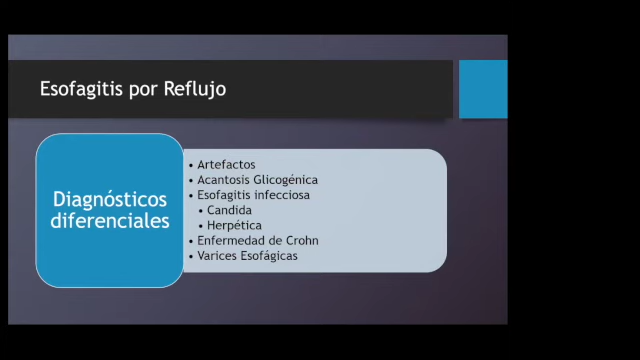 Esofagitis por Reflujo
Diagnósticos
diferenciales
• Artefactos
• Acantosis Glicogénica
• Esofagitis infecciosa
• Candida
• Herpética
• Enfermedad de Crohn
• Varices Esofágicas